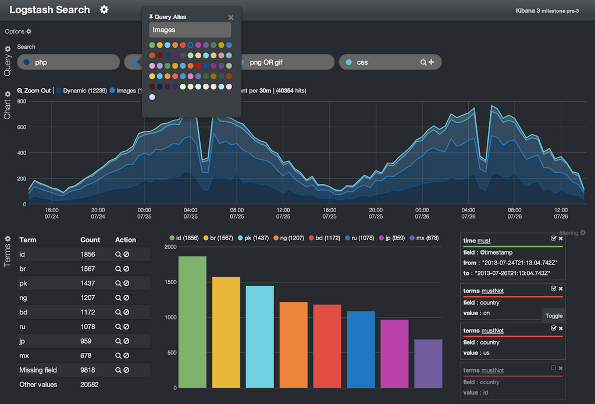 Logstash Search
Kibana 3 milestone pre-3
Query Alias
Images
Options
Search
Query
php
png OR gif
css
Zoom Out | Dynamic (12239)
per 30m | (40364 hits)
Chart
800
600
400
200
0
16:00 07/24
20:00 07/24
00:00 07/25
04:00 07/25
08:00 07/25
12:00 07/25
16:00 07/25
20:00 07/25
00:00 07/26
04:00 07/26
08:00 07/26
12:00 07/26
Terms
Term Count Action
id 1856
br 1567
pk 1437
ng 1207
bd 1172
ru 1078
jp 959
mx 678
Missing field 9818
Other values 20582
id (1856) br (1567) pk (1437) ng (1207) bd (1172) ru (1078) jp (959) mx (678)
2000
1500
1000
500
0
filtering
time must
field : @timestamp
from : "2013-07-24T21:13:04.742Z"
to : "2013-07-26T21:13:04.743Z"
terms mustNot
field : country
value : cn
Toggle
terms mustNot
field : country
value : us
terms mustNot
field : country
value : id